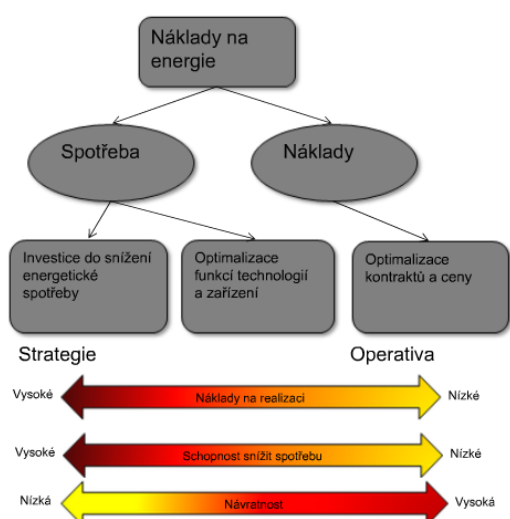 Náklady na
energie
Spotřeba
Náklady
Investice do snížení
energetické
spotřeby
Optimalizace
funkcí technologií
a zařízení
Optimalizace
kontraktů a ceny
Strategie
Operativa
Vysoké
Náklady na realizaci
Nízké
Vysoké
Schopnost snížit spotřebu
Nízké
Nízká
Návratnost
Vysoká